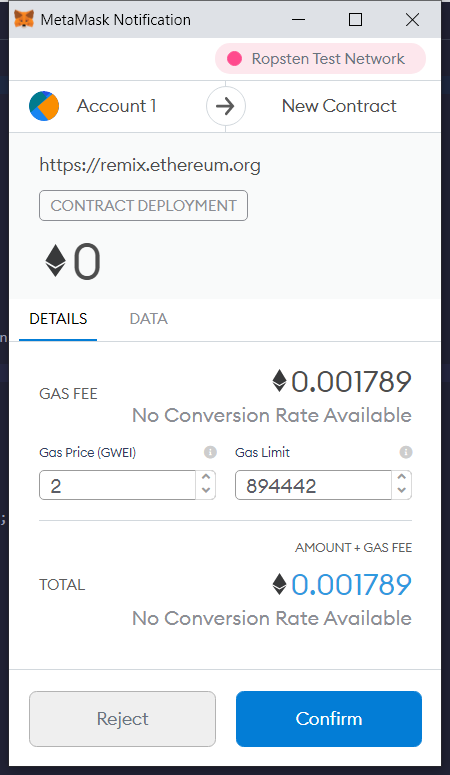 MetaMask Notification
Ropsten Test Network
Account 1
New Contract
https://remix.ethereum.org
CONTRACT DEPLOYMENT
0
DETAILS
DATA
GAS FEE
0.001789
No Conversion Rate Available
Gas Price (GWEI)
Gas Limit
2
894442
AMOUNT + GAS FEE
TOTAL
0.001789
No Conversion Rate Available
Reject
Confirm
n
;